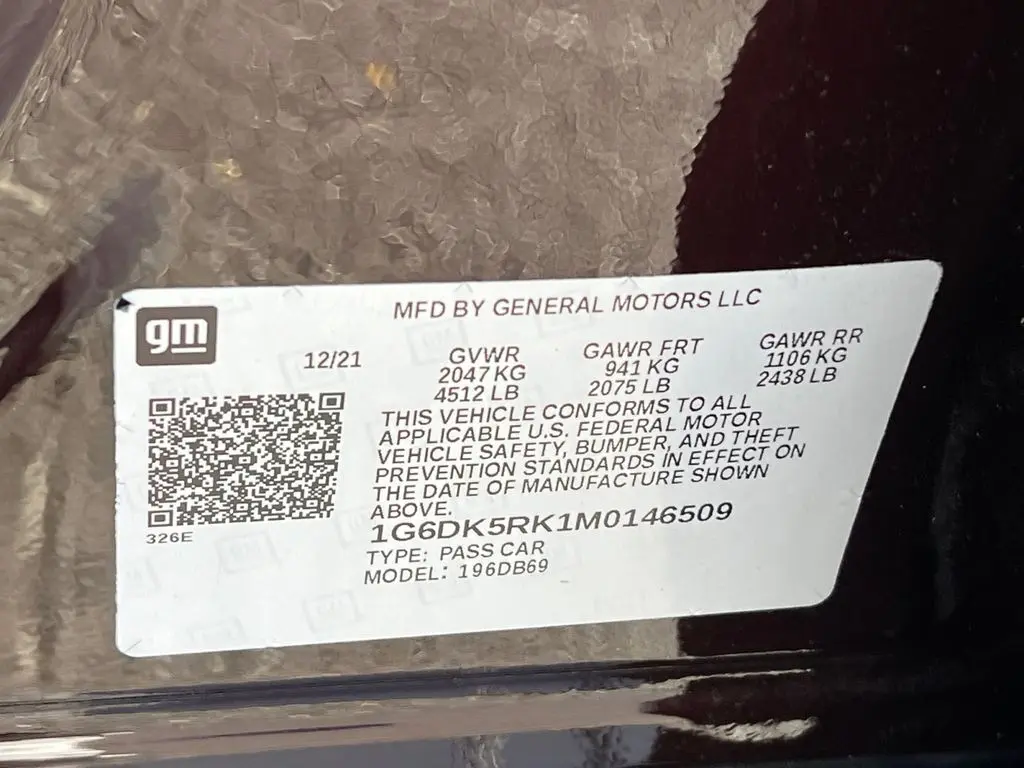 gm
MFD BY GENERAL MOTORS LLC
12/21
GVWR
2047 KG
4512 LB
GAWR FRT
941 KG
2075 LB
GAWR RR
1106 KG
2438 LB
THIS VEHICLE CONFORMS TO ALL
APPLICABLE U.S. FEDERAL MOTOR
VEHICLE SAFETY, BUMPER, AND THEFT
PREVENTION STANDARDS IN EFFECT ON
THE DATE OF MANUFACTURE SHOWN
ABOVE.
326E
1G6DK5RK1M0146509
TYPE: PASS CAR
MODEL: 196DB69